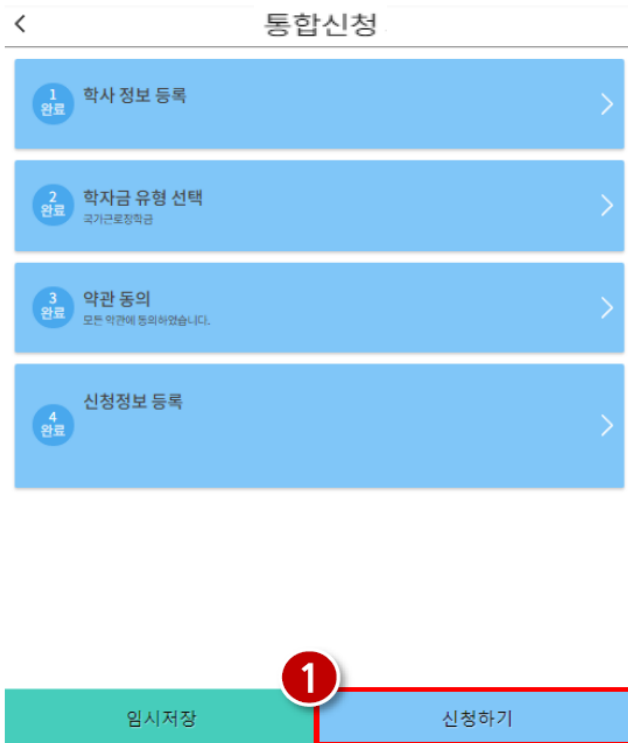 통합신청
1
완료
학사 정보 등록
2
완료
학자금 유형 선택
국가근로장학금
3
완료
약관 동의
모든 약관에 동의하였습니다.
4
완료
신청정보 등록
1
임시저장
신청하기